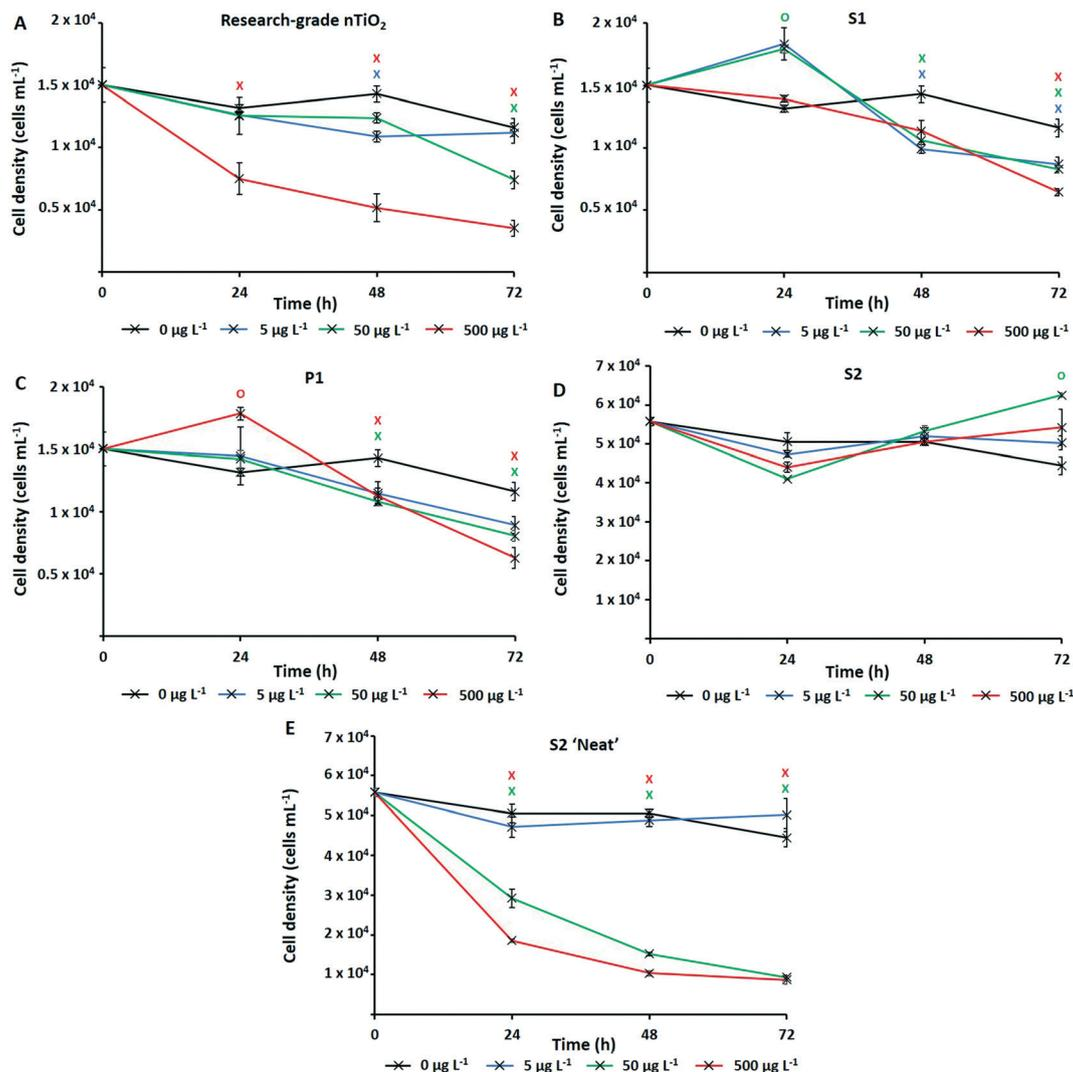 A
Research-grade nTiO₂
Cell density (cells mL⁻¹)
2 x 10⁴
1.5 x 10⁴
1 x 10⁴
0.5 x 10⁴
X
X
X
X
X
0 24 48 72
Time (h)
0 µg L⁻¹ 5 µg L⁻¹ 50 µg L⁻¹ 500 µg L⁻¹
B
S1
Cell density (cells mL⁻¹)
2 x 10⁴
1.5 x 10⁴
1 x 10⁴
0.5 x 10⁴
O
X
X
X
X
X
0 24 48 72
Time (h)
0 µg L⁻¹ 5 µg L⁻¹ 50 µg L⁻¹ 500 µg L⁻¹
C
P1
Cell density (cells mL⁻¹)
2 x 10⁴
1.5 x 10⁴
1 x 10⁴
0.5 x 10⁴
O
X
X
X
X
0 24 48 72
Time (h)
0 µg L⁻¹ 5 µg L⁻¹ 50 µg L⁻¹ 500 µg L⁻¹
D
S2
Cell density (cells mL⁻¹)
7 x 10⁴
6 x 10⁴
5 x 10⁴
4 x 10⁴
3 x 10⁴
2 x 10⁴
1 x 10⁴
O
0 24 48 72
Time (h)
0 µg L⁻¹ 5 µg L⁻¹ 50 µg L⁻¹ 500 µg L⁻¹
E
S2 ‘Neat’
Cell density (cells mL⁻¹)
7 x 10⁴
6 x 10⁴
5 x 10⁴
4 x 10⁴
3 x 10⁴
2 x 10⁴
1 x 10⁴
X X X
X X X
0 24 48 72
Time (h)
0 µg L⁻¹ 5 µg L⁻¹ 50 µg L⁻¹ 500 µg L⁻¹